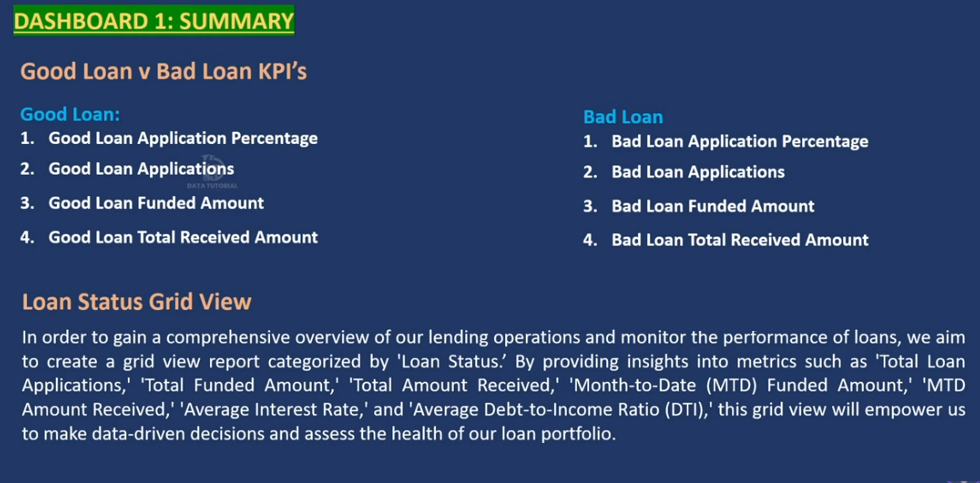 DASHBOARD 1: SUMMARY
Good Loan v Bad Loan KPI’s
Good Loan:
1. Good Loan Application Percentage
2. Good Loan Applications
DATA TUTORIAL
3. Good Loan Funded Amount
4. Good Loan Total Received Amount
Bad Loan
1. Bad Loan Application Percentage
2. Bad Loan Applications
3. Bad Loan Funded Amount
4. Bad Loan Total Received Amount
Loan Status Grid View
In order to gain a comprehensive overview of our lending operations and monitor the performance of loans, we aim
to create a grid view report categorized by 'Loan Status.’ By providing insights into metrics such as 'Total Loan
Applications,' 'Total Funded Amount,' 'Total Amount Received,' 'Month-to-Date (MTD) Funded Amount,' 'MTD
Amount Received,' 'Average Interest Rate,' and 'Average Debt-to-Income Ratio (DTI),' this grid view will empower us
to make data-driven decisions and assess the health of our loan portfolio.